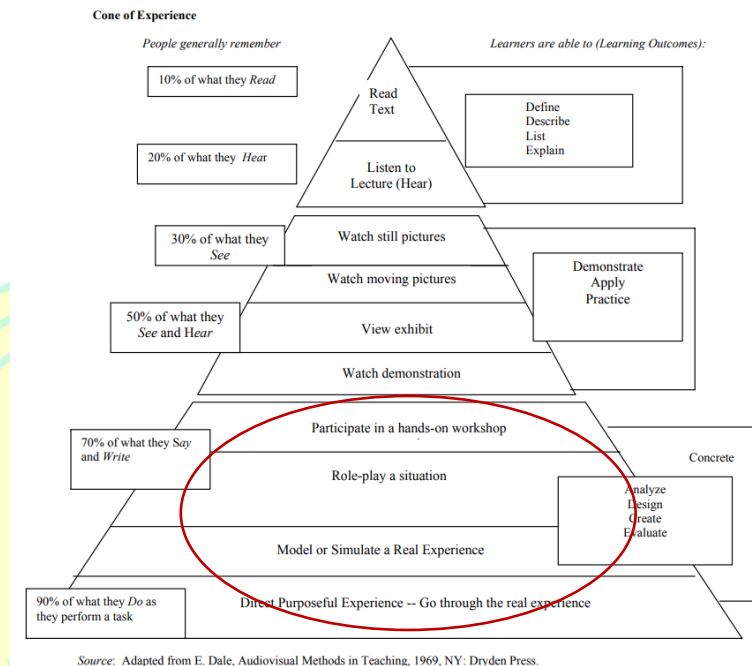 Cone of Experience
People generally remember
Learners are able to (Learning Outcomes):
10% of what they Read
Read
Text
Define
Describe
List
Explain
20% of what they Hear
Listen to
Lecture (Hear)
30% of what they
See
Watch still pictures
Watch moving pictures
Demonstrate
Apply
Practice
50% of what they
See and Hear
View exhibit
Watch demonstration
Participate in a hands-on workshop
70% of what they Say
and Write
Role-play a situation
Concrete
Analyze
Design
Create
Evaluate
Model or Simulate a Real Experience
90% of what they Do as
they perform a task
Direct Purposeful Experience -- Go through the real experience
Source: Adapted from E. Dale, Audiovisual Methods in Teaching, 1969, NY: Dryden Press.